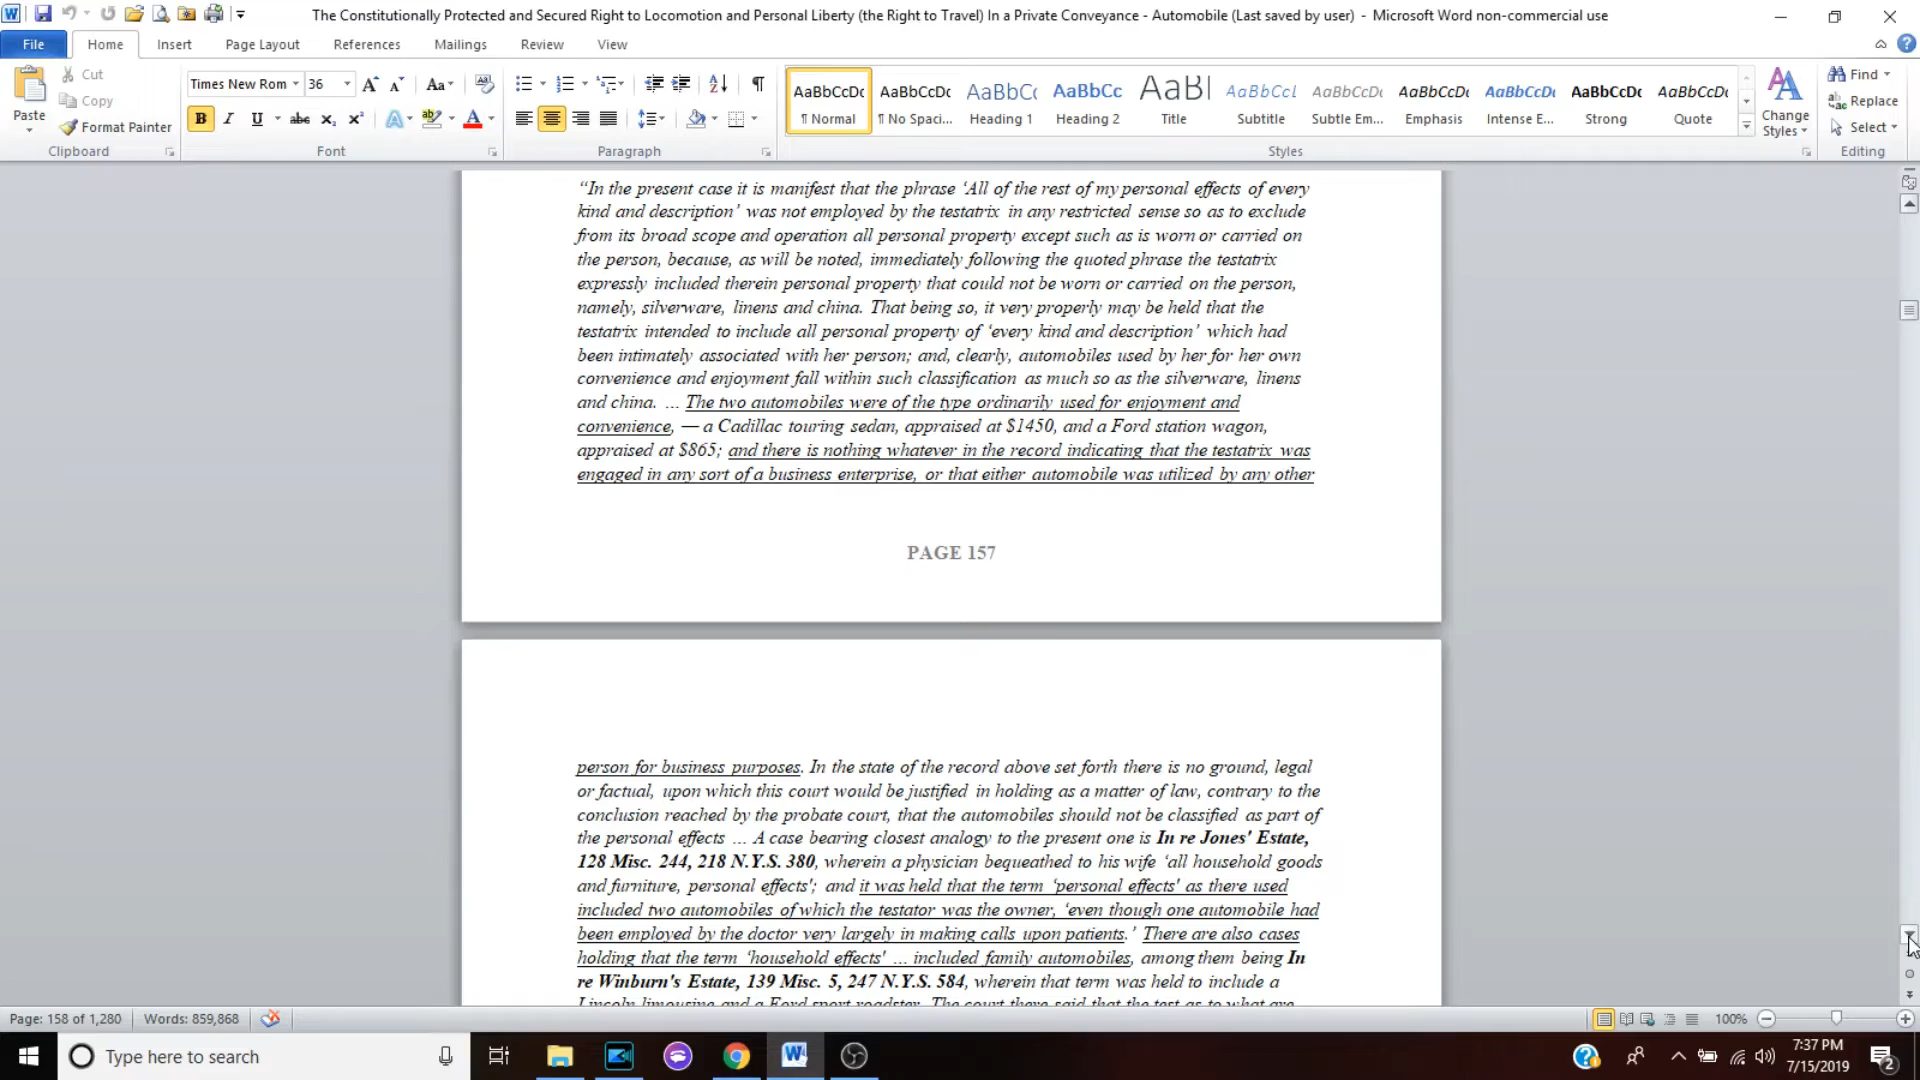 The Constitutionally Protected and Secured Right to Locomotion and Personal Liberty (the Right to Travel) In a Private Conveyance - Automobile (Last saved by user) - Microsoft Word non-commercial use
File Home Insert Page Layout References Mailings Review View
Paste
Cut
Copy
Format Painter
Clipboard
Times New Rom 36
Font
Paragraph
AaBbCcDc AaBbCcDc AaBbCc AaBbCc AaBl AaBbCcL AaBbCcDc AaBbCcDc AaBbCcDc AaBbCcDc AaBbCcDc
¶ Normal ¶ No Spaci... Heading 1 Heading 2 Title Subtitle Subtle Em... Emphasis Intense E... Strong Quote
Styles
Change Styles
Find
Replace
Select
Editing
“In the present case it is manifest that the phrase ‘All of the rest of my personal effects of every
kind and description’ was not employed by the testatrix in any restricted sense so as to exclude
from its broad scope and operation all personal property except such as is worn or carried on
the person, because, as will be noted, immediately following the quoted phrase the testatrix
expressly included therein personal property that could not be worn or carried on the person,
namely, silverware, linens and china. That being so, it very properly may be held that the
testatrix intended to include all personal property of ‘every kind and description’ which had
been intimately associated with her person; and, clearly, automobiles used by her for her own
convenience and enjoyment fall within such classification as much so as the silverware, linens
and china. … The two automobiles were of the type ordinarily used for enjoyment and
convenience, — a Cadillac touring sedan, appraised at $1450, and a Ford station wagon,
appraised at $865; and there is nothing whatever in the record indicating that the testatrix was
engaged in any sort of a business enterprise, or that either automobile was utilized by any other
PAGE 157
person for business purposes. In the state of the record above set forth there is no ground, legal
or factual, upon which this court would be justified in holding as a matter of law, contrary to the
conclusion reached by the probate court, that the automobiles should not be classified as part of
the personal effects … A case bearing closest analogy to the present one is In re Jones' Estate,
128 Misc. 244, 218 N.Y.S. 380, wherein a physician bequeathed to his wife ‘all household goods
and furniture, personal effects'; and it was held that the term ‘personal effects' as there used
included two automobiles of which the testator was the owner, ‘even though one automobile had
been employed by the doctor very largely in making calls upon patients.’ There are also cases
holding that the term ‘household effects' … included family automobiles, among them being In
re Winburn's Estate, 139 Misc. 5, 247 N.Y.S. 584, wherein that term was held to include a
Lincoln limousine and a Ford sport roadster. The court there said that the test as to what are
Page: 158 of 1,280 Words: 859,868 100%
Type here to search
7:37 PM
7/15/2019
2